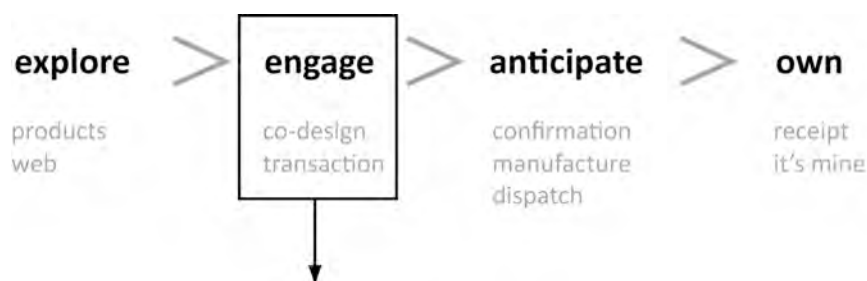 explore > engage > anticipate > own
products co-design confirmation receipt
web transaction manufacture it's mine
dispatch